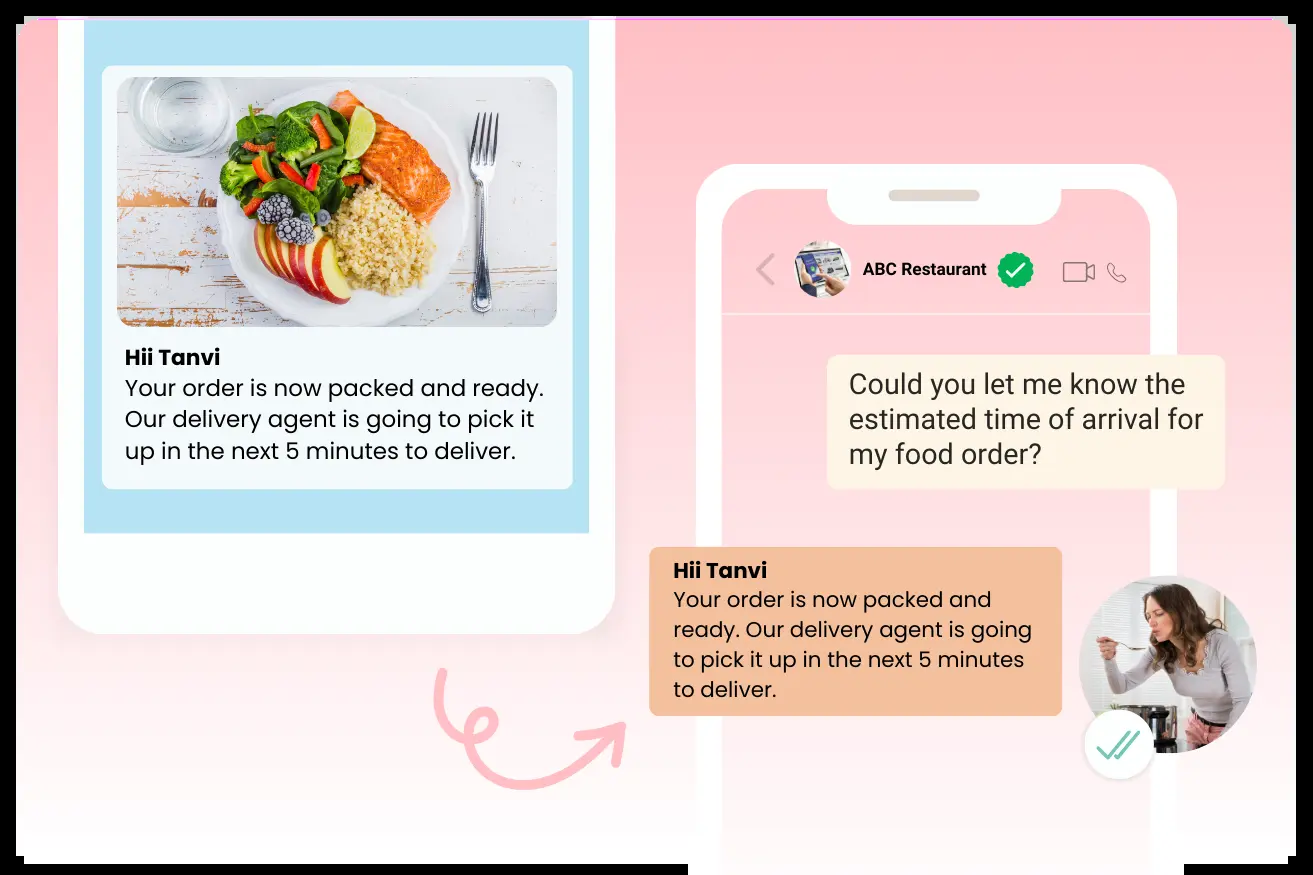 Hii Tanvi
Your order is now packed and ready.
Our delivery agent is going to pick it
up in the next 5 minutes to deliver.
ABC Restaurant
Could you let me know the
estimated time of arrival for
my food order?
Hii Tanvi
Your order is now packed and
ready. Our delivery agent is going
to pick it up in the next 5 minutes
to deliver.